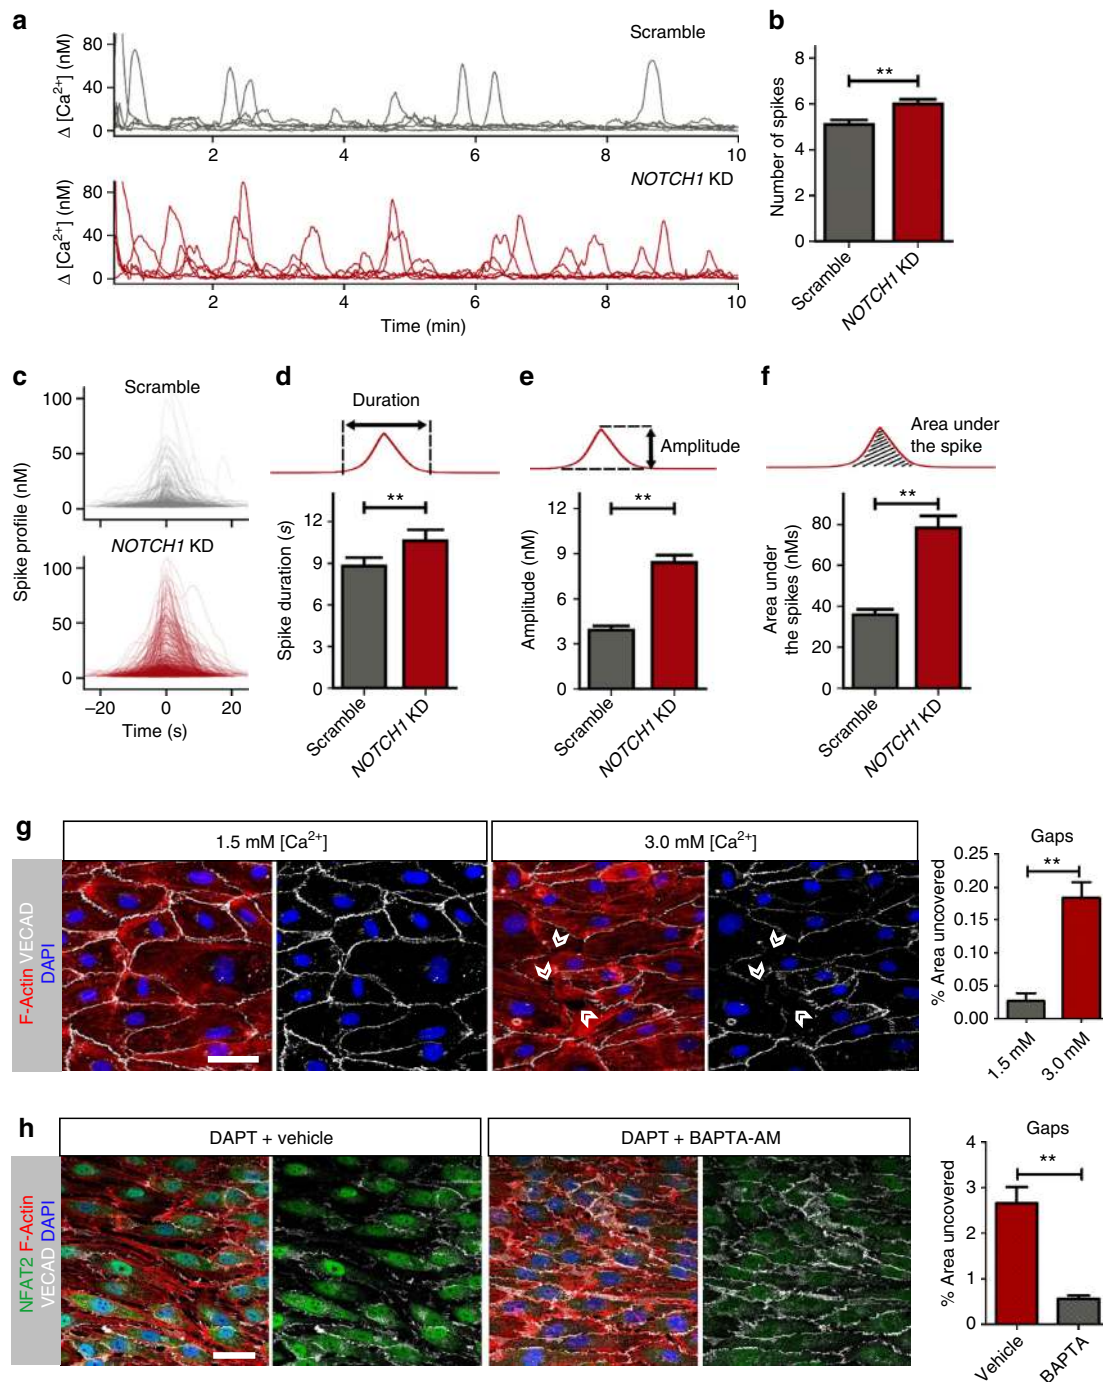 a
Scramble
Δ [Ca²⁺] (nM)
80
40
0
2
4
6
8
10
NOTCH1 KD
Δ [Ca²⁺] (nM)
80
40
0
2
4
6
8
10
Time (min)
b
**
Number of spikes
8
6
4
2
0
Scramble
NOTCH1 KD
c
Scramble
Spike profile (nM)
100
50
0
NOTCH1 KD
100
50
0
−20
0
20
Time (s)
d
Duration
**
Spike duration (s)
12
9
6
3
0
Scramble
NOTCH1 KD
e
Amplitude
**
Amplitude (nM)
12
9
6
3
0
Scramble
NOTCH1 KD
f
Area under
the spike
**
Area under
the spikes (nMs)
80
60
40
20
0
Scramble
NOTCH1 KD
g
1.5 mM [Ca²⁺]
3.0 mM [Ca²⁺]
F-Actin VECAD
DAPI
Gaps
**
% Area uncovered
0.25
0.20
0.15
0.10
0.05
0.00
1.5 mM
3.0 mM
h
DAPT + vehicle
DAPT + BAPTA-AM
NFAT2 F-Actin
VECAD DAPI
Gaps
**
% Area uncovered
4
3
2
1
0
Vehicle
BAPTA